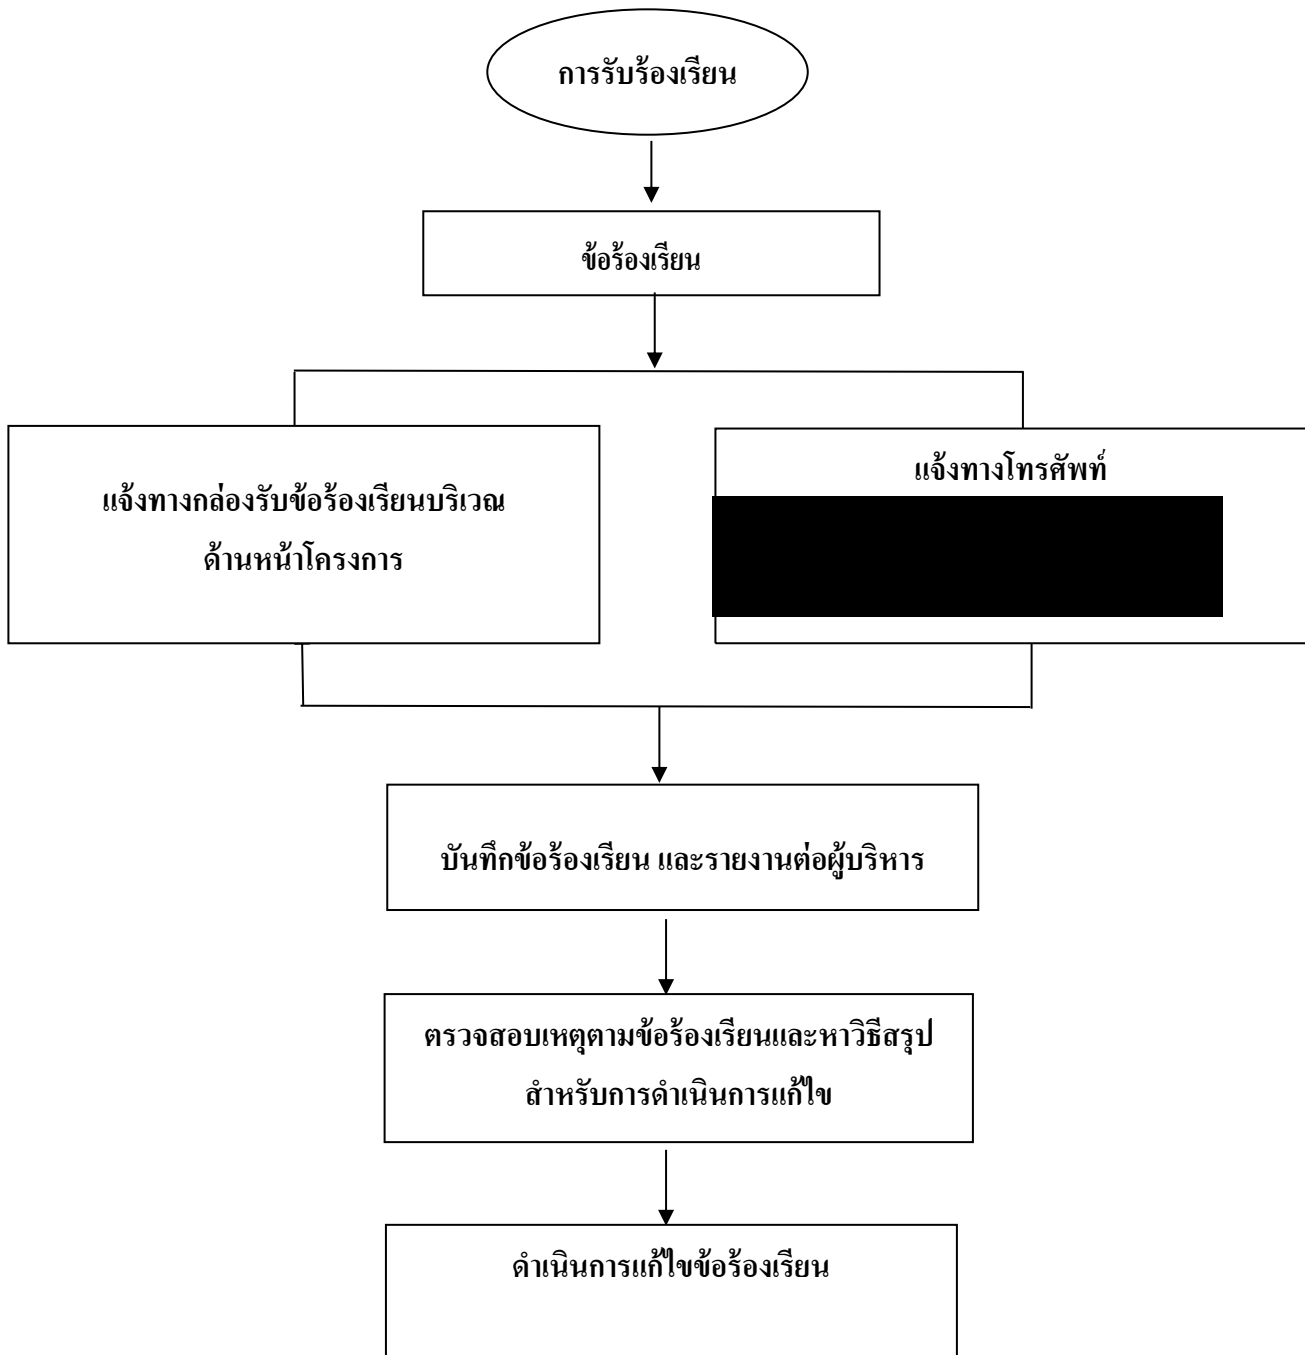 การรับร้องเรียน
ข้อร้องเรียน
แจ้งทางกล่องรับข้อร้องเรียนบริเวณ
ด้านหน้าโครงการ
แจ้งทางโทรศัพท์
บันทึกข้อร้องเรียน และรายงานต่อผู้บริหาร
ตรวจสอบเหตุตามข้อร้องเรียนและหาวิธีสรุป
สำหรับการดำเนินการแก้ไข
ดำเนินการแก้ไขข้อร้องเรียน